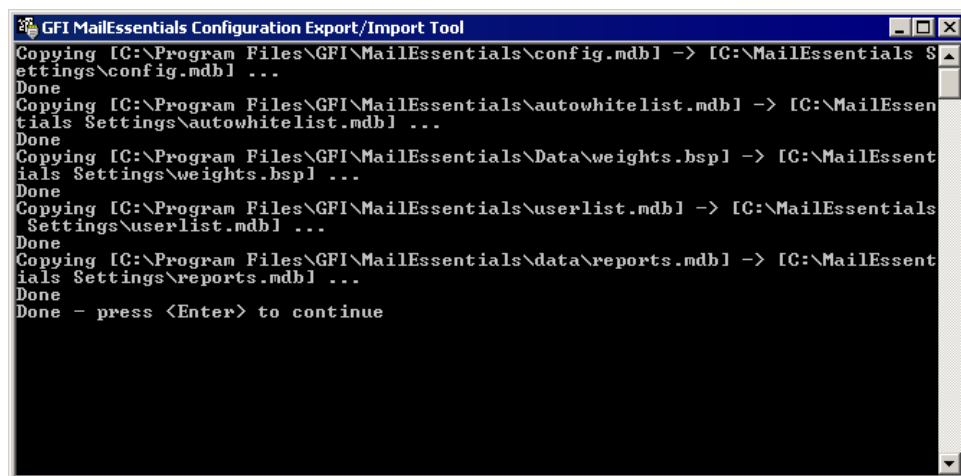 GFI MailEssentials Configuration Export/Import Tool
Copying [C:\Program Files\GFI\MailEssentials\config.mdb] -> [C:\MailEssentials S
ettings\config.mdb] ...
Done
Copying [C:\Program Files\GFI\MailEssentials\autowhitelist.mdb] -> [C:\MailEssen
tials Settings\autowhitelist.mdb] ...
Done
Copying [C:\Program Files\GFI\MailEssentials\Data\weights.bsp] -> [C:\MailEssent
ials Settings\weights.bsp] ...
Done
Copying [C:\Program Files\GFI\MailEssentials\userlist.mdb] -> [C:\MailEssentials
 Settings\userlist.mdb] ...
Done
Copying [C:\Program Files\GFI\MailEssentials\data\reports.mdb] -> [C:\MailEssent
ials Settings\reports.mdb] ...
Done
Done - press <Enter> to continue